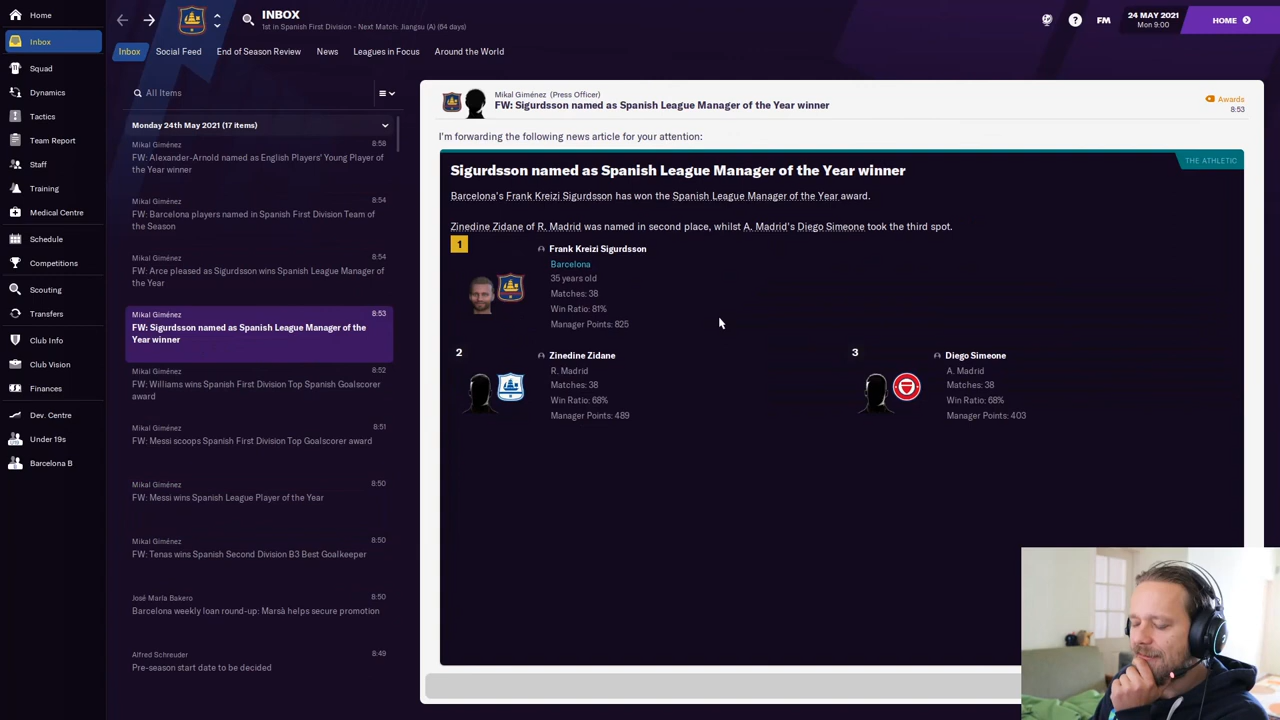 Home
Inbox
Squad
Dynamics
Tactics
Team Report
Staff
Training
Medical Centre
Schedule
Competitions
Scouting
Transfers
Club Info
Club Vision
Finances
Dev. Centre
Under 19s
Barcelona B
INBOX
1st in Spanish First Division - Next Match: Jiangsu (A) (64 days)
?
FM
24 MAY 2021
Mon 9:00
HOME
Inbox
Social Feed
End of Season Review
News
Leagues in Focus
Around the World
All Items
Monday 24th May 2021 (17 items)
Mikal Giménez
8:58
FW: Alexander-Arnold named as English Players' Young Player of
the Year winner
Mikal Giménez
8:54
FW: Barcelona players named in Spanish First Division Team of
the Season
Mikal Giménez
8:54
FW: Arce pleased as Sigurdsson wins Spanish League Manager of
the Year
Mikal Giménez
8:53
FW: Sigurdsson named as Spanish League Manager of the
Year winner
Mikal Giménez
8:52
FW: Williams wins Spanish First Division Top Spanish Goalscorer
award
Mikal Giménez
8:51
FW: Messi scoops Spanish First Division Top Goalscorer award
Mikal Giménez
8:50
FW: Messi wins Spanish League Player of the Year
Mikal Giménez
8:50
FW: Tenas wins Spanish Second Division B3 Best Goalkeeper
José María Bakero
8:50
Barcelona weekly loan round-up: Marsà helps secure promotion
Alfred Schreuder
8:49
Pre-season start date to be decided
Mikal Giménez (Press Officer)
FW: Sigurdsson named as Spanish League Manager of the Year winner
Awards
8:53
I'm forwarding the following news article for your attention:
THE ATHLETIC
Sigurdsson named as Spanish League Manager of the Year winner
Barcelona's Frank Kreizi Sigurdsson has won the Spanish League Manager of the Year award.
Zinedine Zidane of R. Madrid was named in second place, whilst A. Madrid's Diego Simeone took the third spot.
1
Frank Kreizi Sigurdsson
Barcelona
35 years old
Matches: 38
Win Ratio: 81%
Manager Points: 825
2
Zinedine Zidane
R. Madrid
Matches: 38
Win Ratio: 68%
Manager Points: 489
3
Diego Simeone
A. Madrid
Matches: 38
Win Ratio: 68%
Manager Points: 403